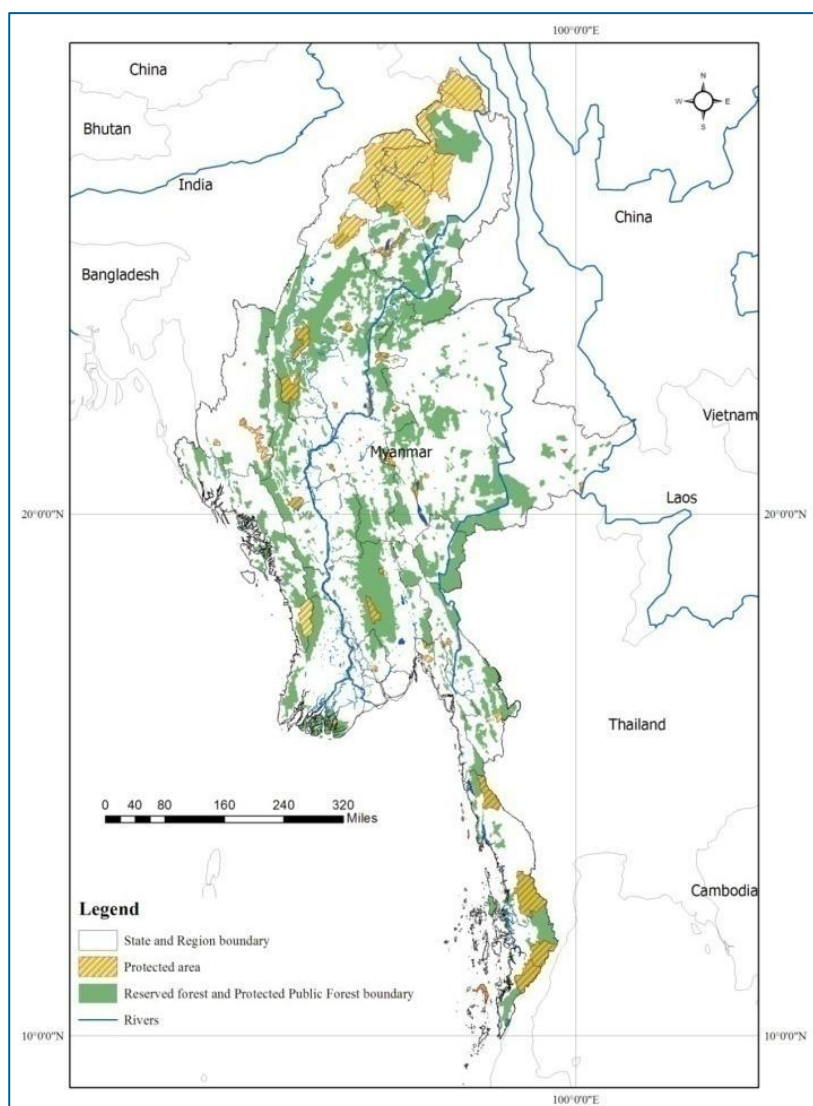 100°0'0"E
China
N
W E
S
Bhutan
India
China
Bangladesh
Vietnam
Myanmar
Laos
20°0'0"N
20°0'0"N
Thailand
0 40 80 160 240 320
Miles
Cambodia
Legend
State and Region boundary
Protected area
Reserved forest and Protected Public Forest boundary
Rivers
10°0'0"N
10°0'0"N
100°0'0"E